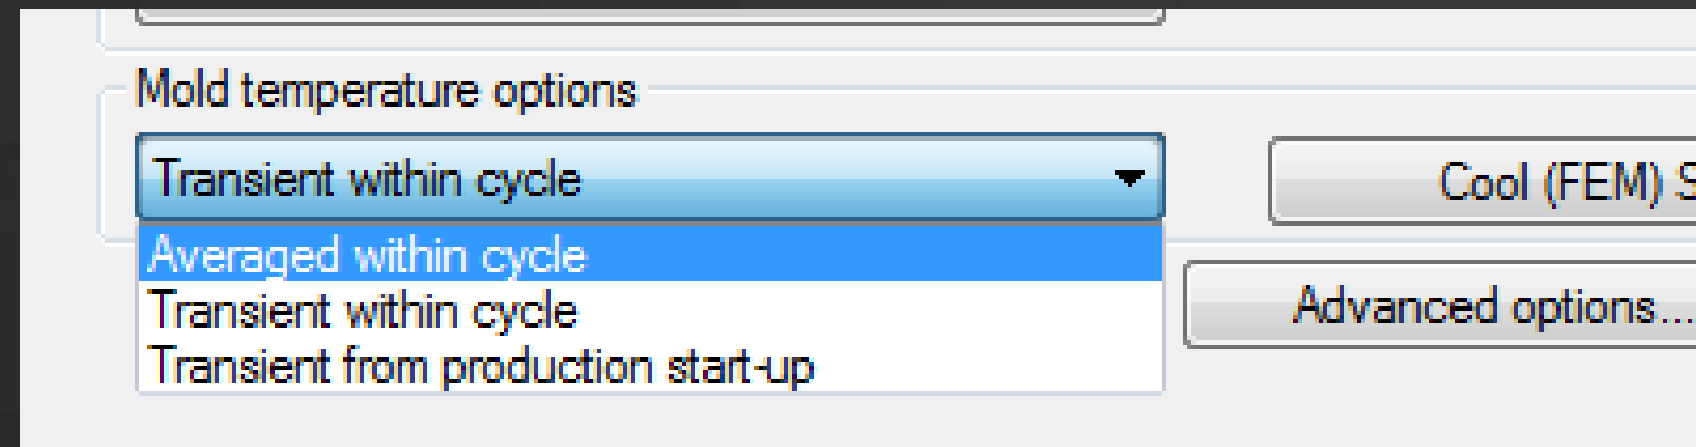 Mold temperature options
Transient within cycle
Cool (FEM)
Averaged within cycle
Transient within cycle
Advanced options...
Transient from production start-up